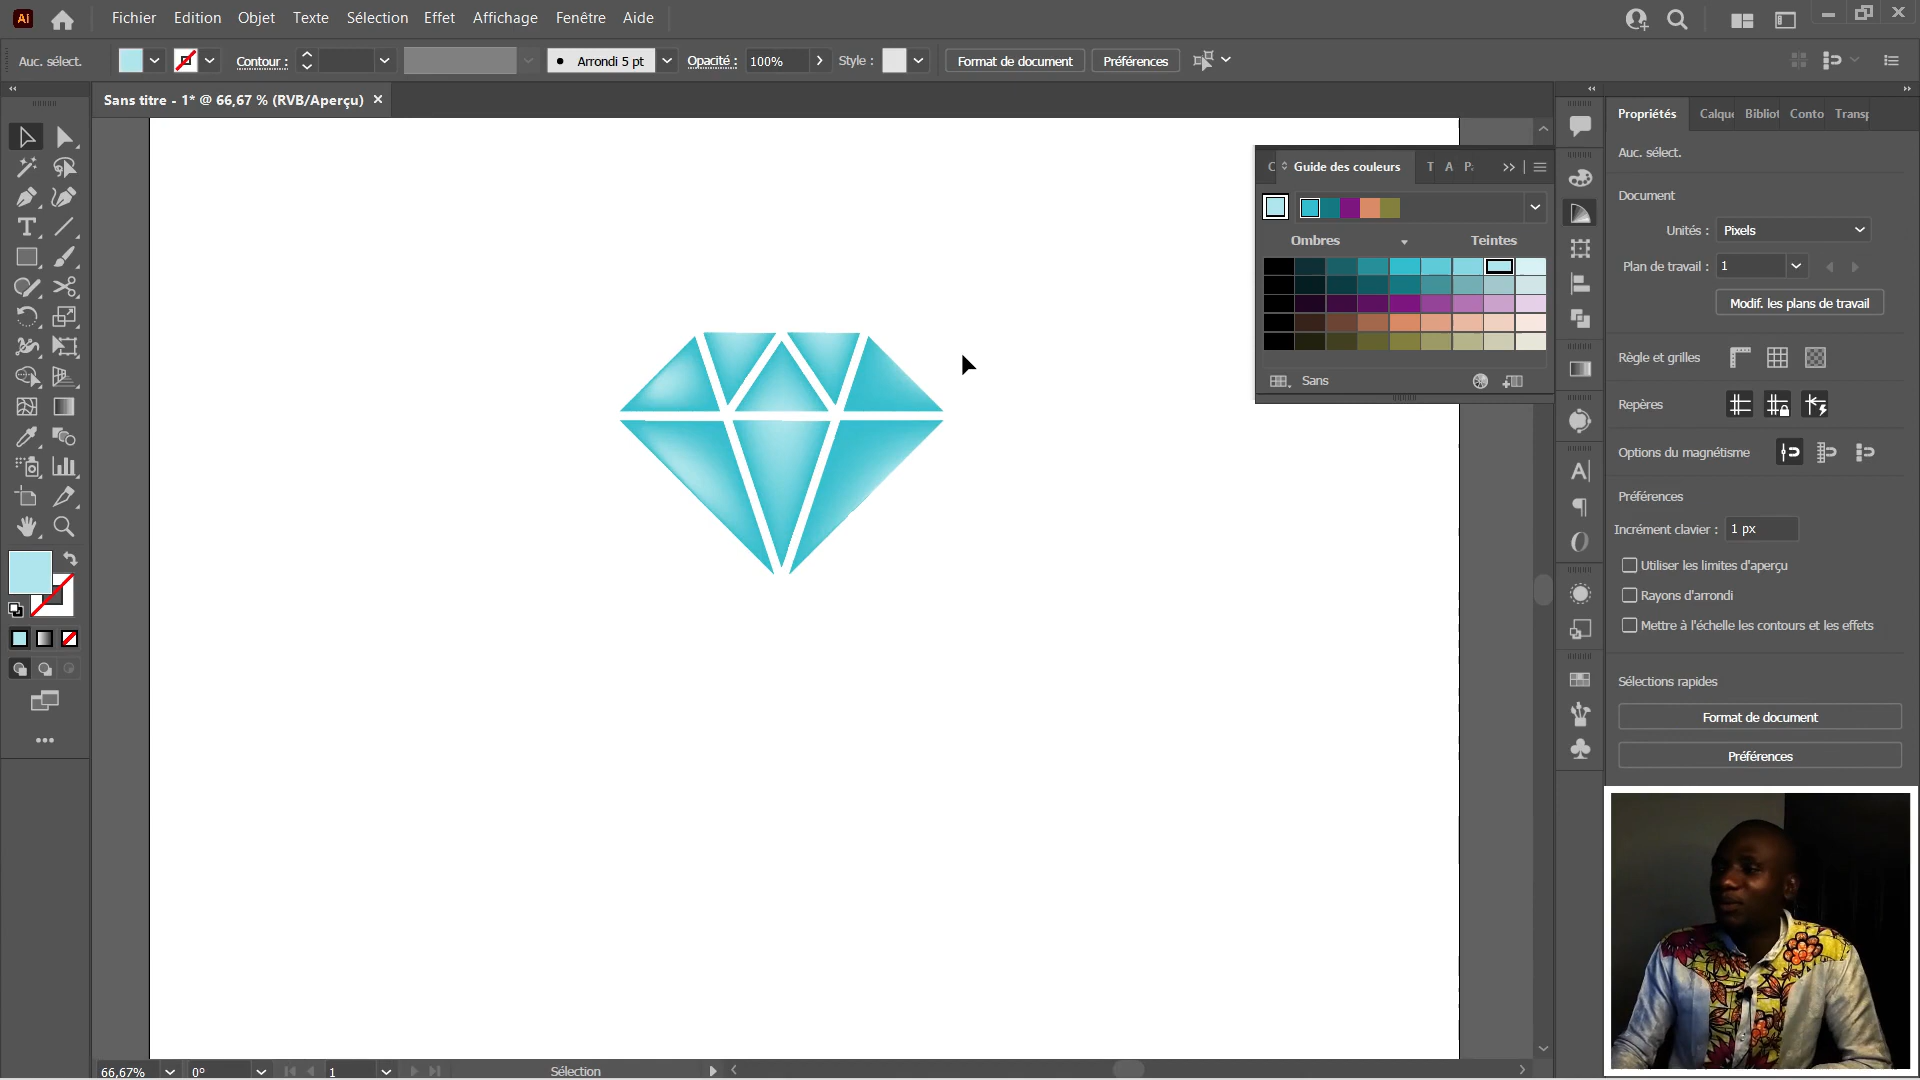 Ai Fichier Edition Objet Texte Sélection Effet Affichage Fenêtre Aide
Auc. sélect. Contour : Arrondi 5 pt Opacité : 100% Style : Format de document Préférences
Sans titre - 1* @ 66,67 % (RVB/Aperçu) ×
C Guide des couleurs T A P
Ombres Teintes
Sans
Propriétés Calque Bibliot Conto Transp
Auc. sélect.
Document
Unités : Pixels
Plan de travail : 1
Modif. les plans de travail
Règle et grilles
Repères
Options du magnétisme
Préférences
Incrément clavier : 1 px
Utiliser les limites d'aperçu
Rayons d'arrondi
Mettre à l'échelle les contours et les effets
Sélections rapides
Format de document
Préférences
66,67% 0° 1 Sélection